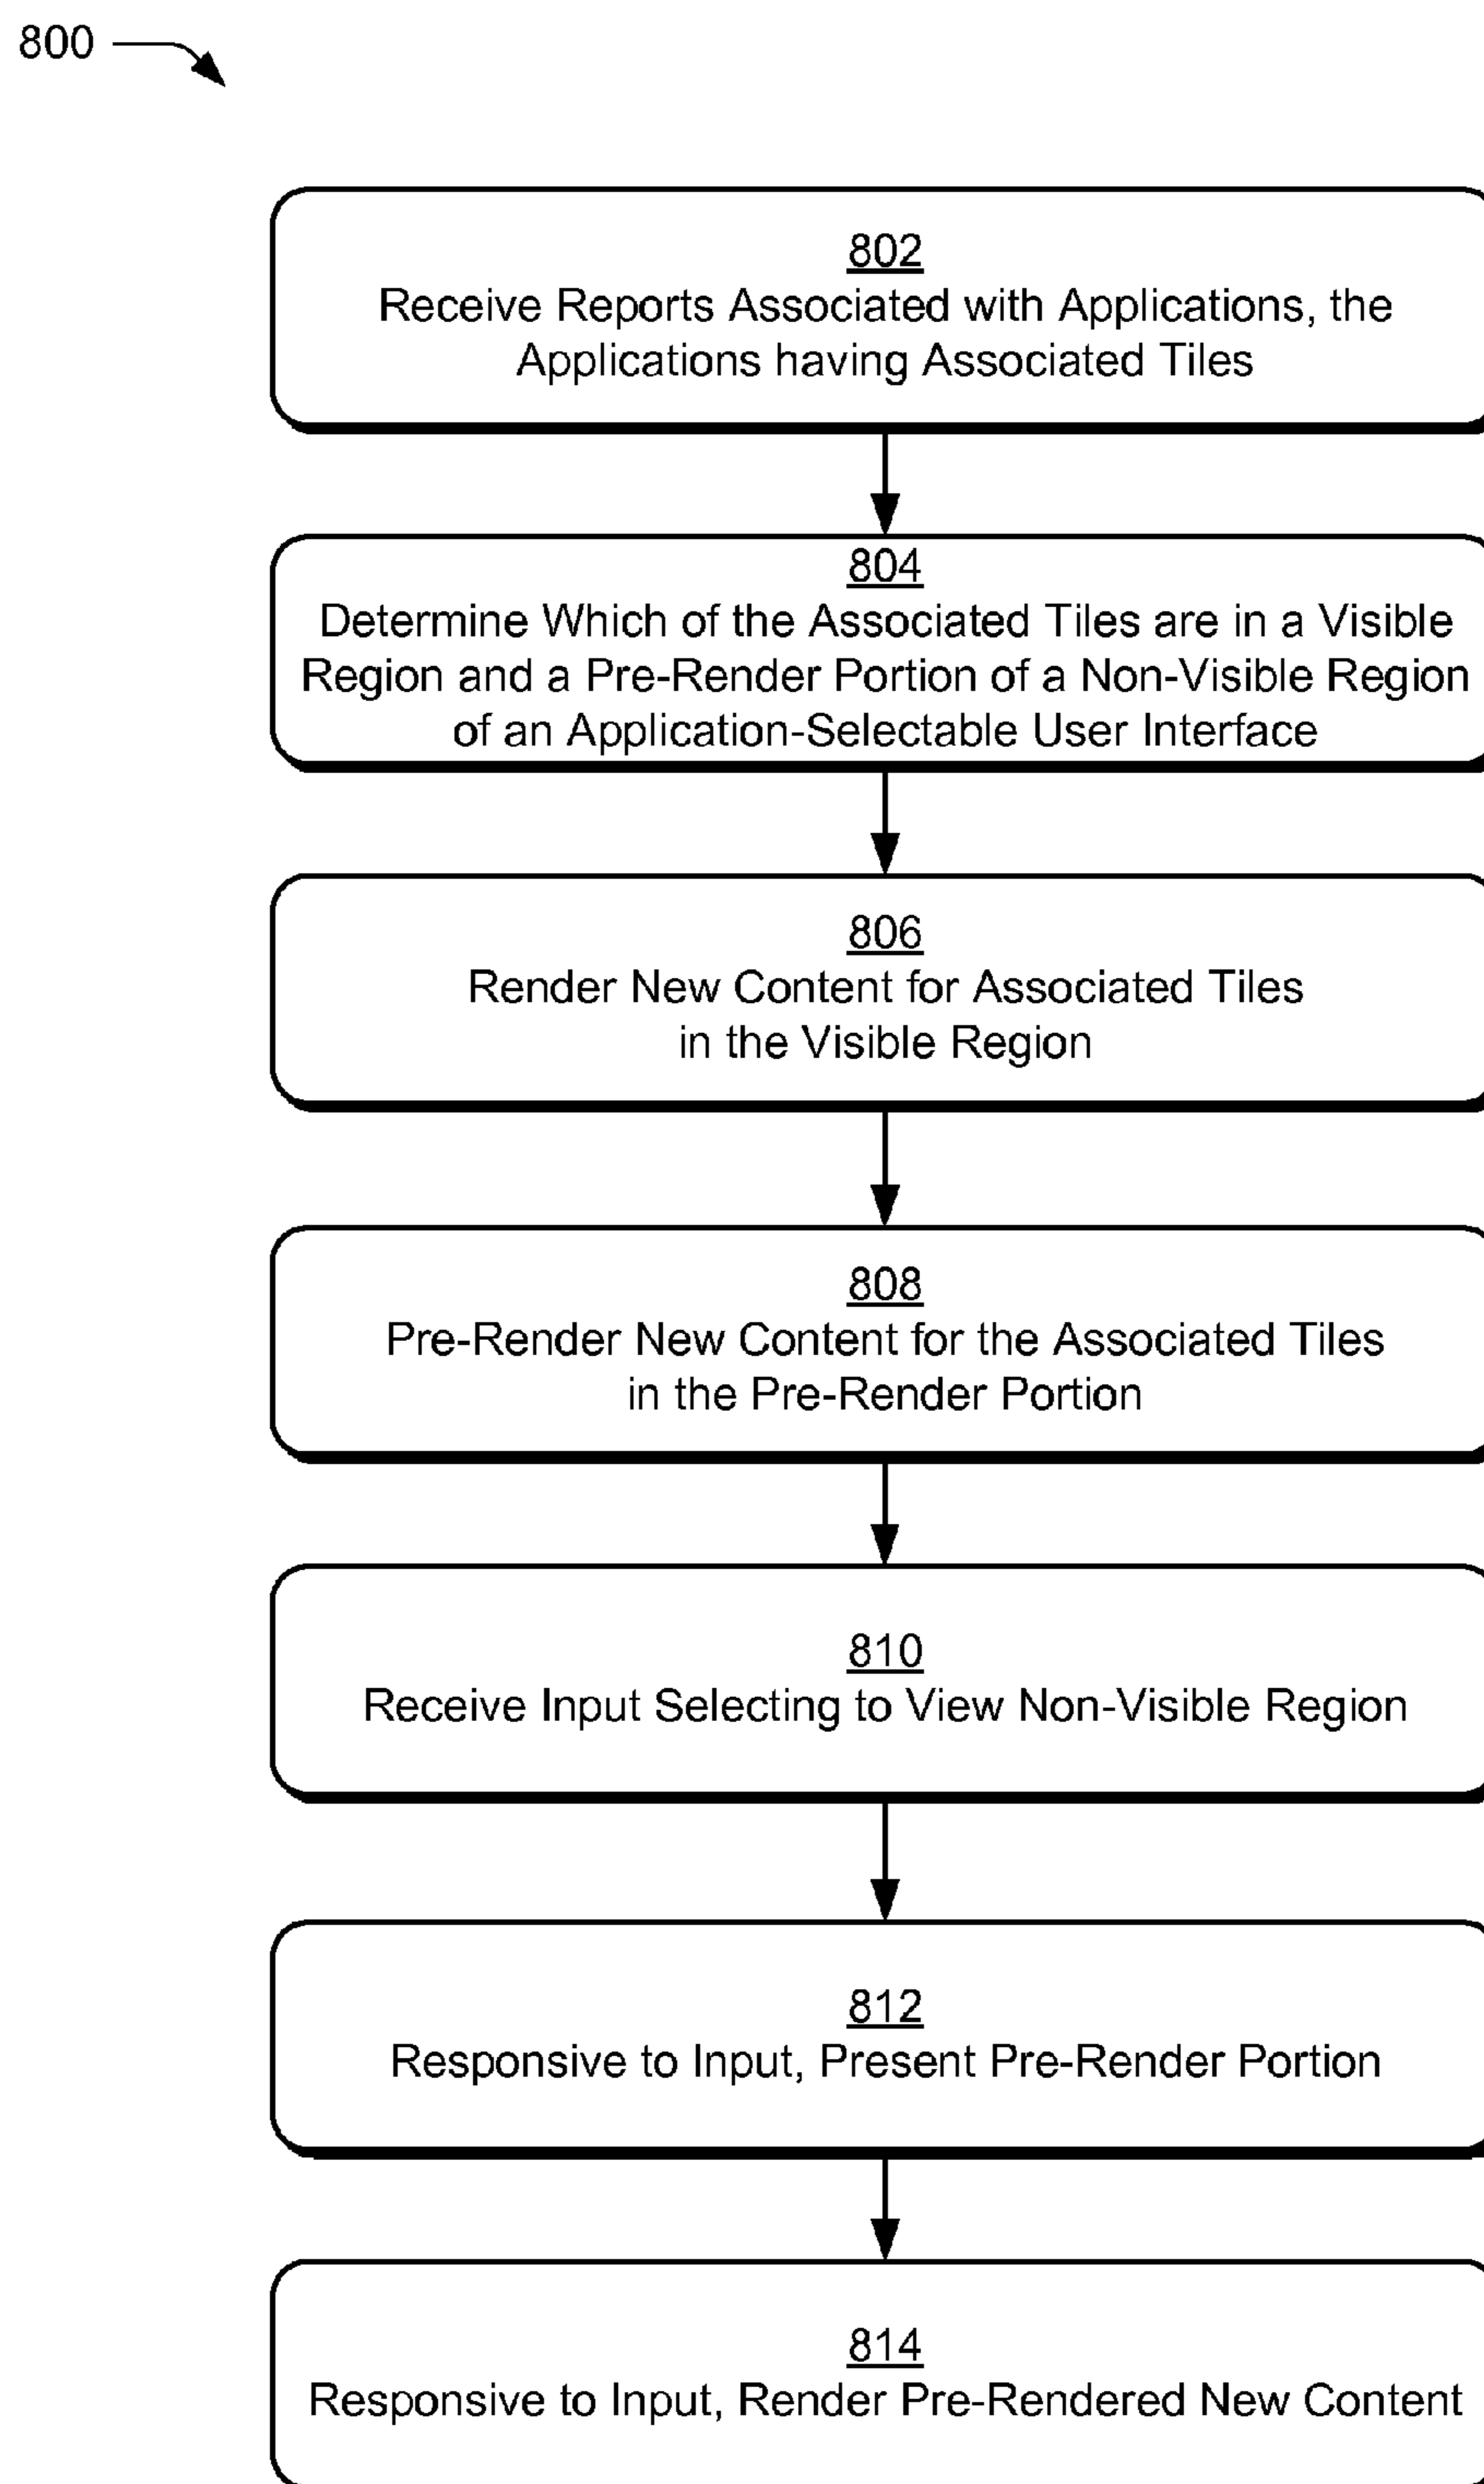 800
802
Receive Reports Associated with Applications, the
Applications having Associated Tiles
804
Determine Which of the Associated Tiles are in a Visible
Region and a Pre-Render Portion of a Non-Visible Region
of an Application-Selectable User Interface
806
Render New Content for Associated Tiles
in the Visible Region
808
Pre-Render New Content for the Associated Tiles
in the Pre-Render Portion
810
Receive Input Selecting to View Non-Visible Region
812
Responsive to Input, Present Pre-Render Portion
814
Responsive to Input, Render Pre-Rendered New Content